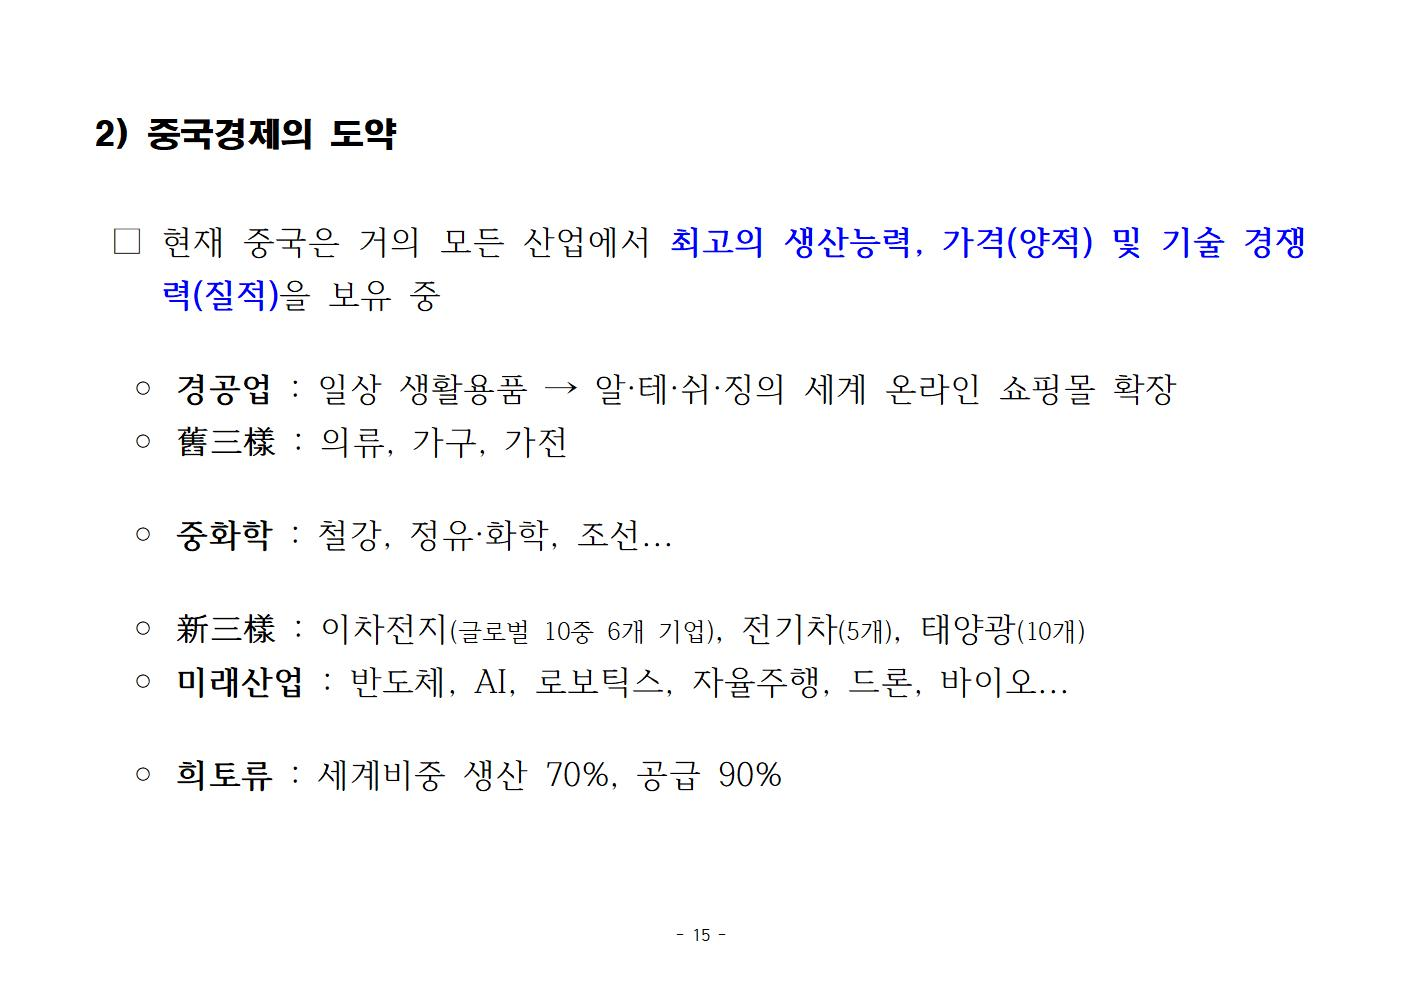 2) 중국경제의 도약
□ 현재 중국은 거의 모든 산업에서 최고의 생산능력, 가격(양적) 및 기술 경쟁
력(질적)을 보유 중
○ 경공업 : 일상 생활용품 → 알·테·쉬·징의 세계 온라인 쇼핑몰 확장
○ 舊三樣 : 의류, 가구, 가전
○ 중화학 : 철강, 정유·화학, 조선…
○ 新三樣 : 이차전지(글로벌 10중 6개 기업), 전기차(5개), 태양광(10개)
○ 미래산업 : 반도체, AI, 로보틱스, 자율주행, 드론, 바이오…
○ 희토류 : 세계비중 생산 70%, 공급 90%
- 15 -